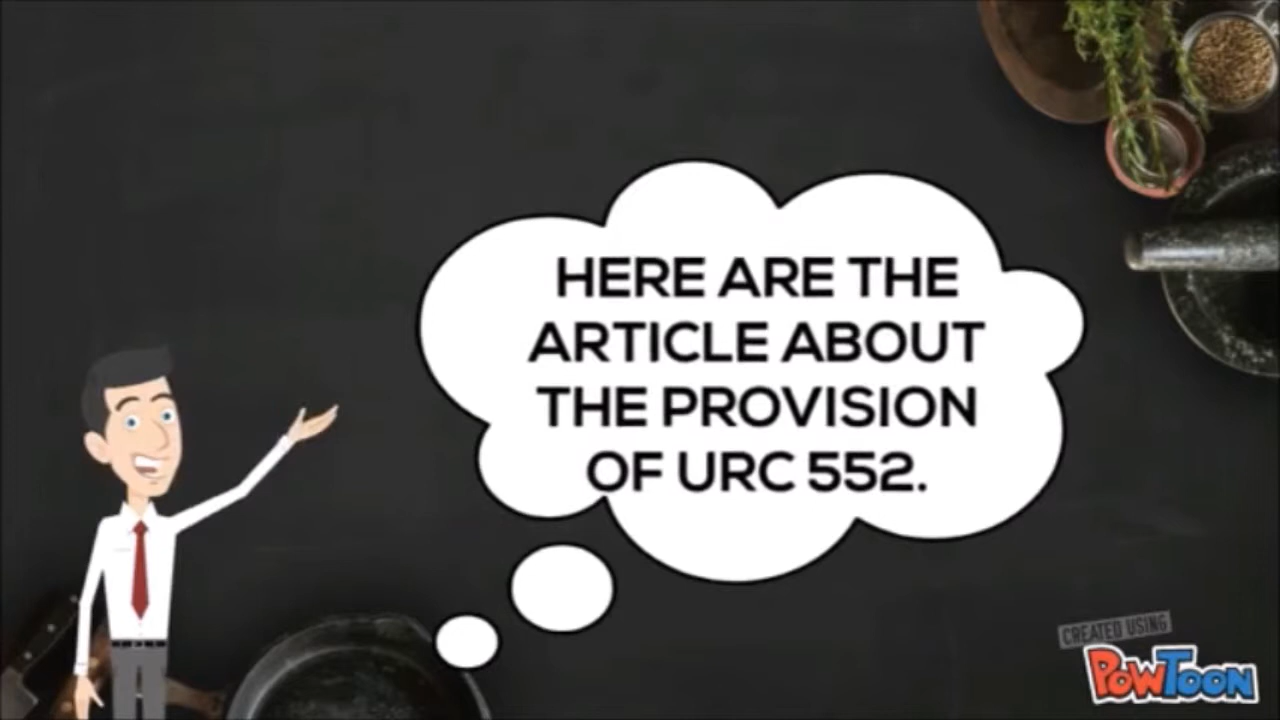 HERE ARE THE
ARTICLE ABOUT
THE PROVISION
OF URC 552.
CREATED USING
POWTOON